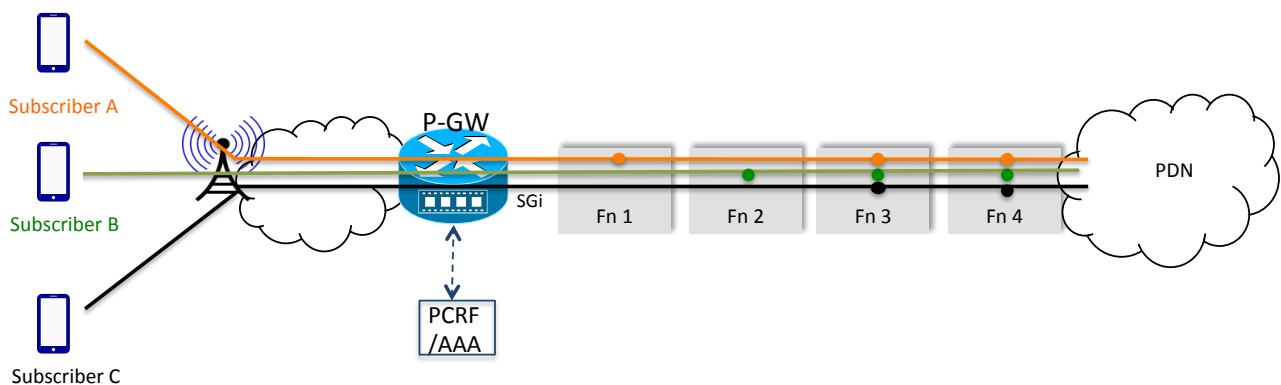 Subscriber A
P-GW
PDN
Subscriber B
SGi
Fn 1
Fn 2
Fn 3
Fn 4
PCRF
/AAA
Subscriber C